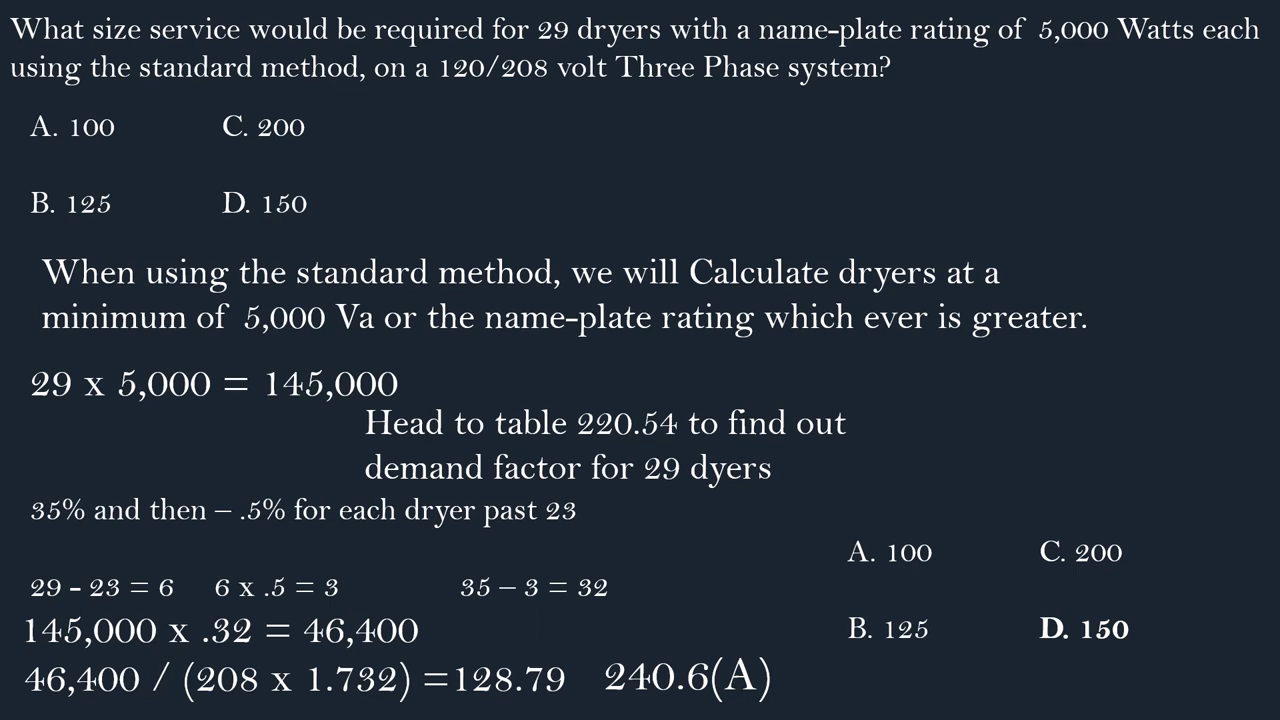 What size service would be required for 29 dryers with a name-plate rating of 5,000 Watts each
using the standard method, on a 120/208 volt Three Phase system?
A. 100
C. 200
B. 125
D. 150
When using the standard method, we will Calculate dryers at a
minimum of 5,000 Va or the name-plate rating which ever is greater.
29 x 5,000 = 145,000
Head to table 220.54 to find out
demand factor for 29 dyers
35% and then – .5% for each dryer past 23
29 - 23 = 6
6 x .5 = 3
35 – 3 = 32
145,000 x .32 = 46,400
46,400 / (208 x 1.732) =128.79
240.6(A)
A. 100
C. 200
B. 125
D. 150